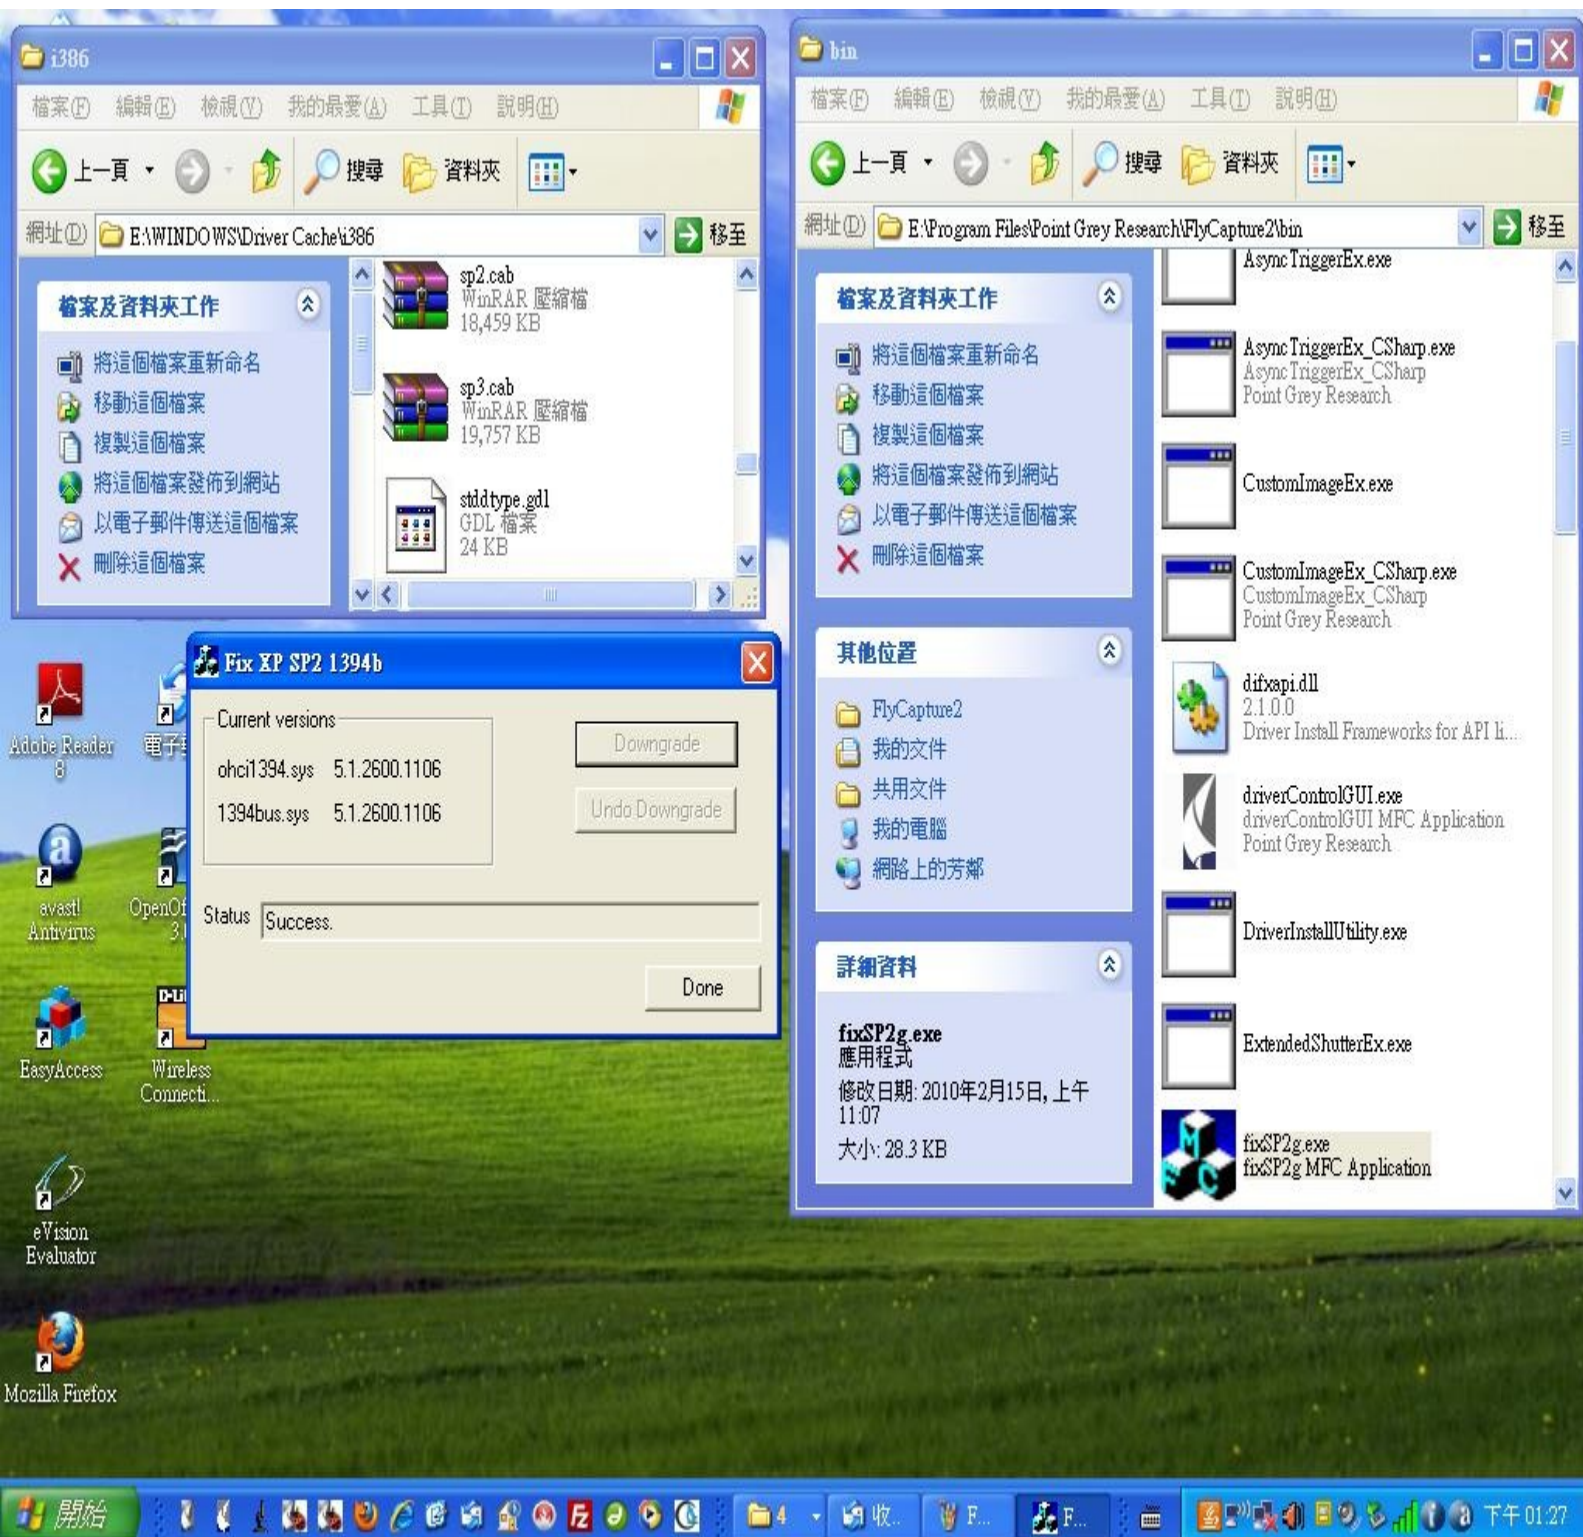 i386
檔案(F) 編輯(E) 檢視(V) 我的最愛(A) 工具(T) 說明(H)
上一頁 搜尋 資料夾
網址(D) E:\WINDOWS\Driver Cache\i386 移至
檔案及資料夾工作
將這個檔案重新命名
移動這個檔案
複製這個檔案
將這個檔案發佈到網站
以電子郵件傳送這個檔案
刪除這個檔案
sp2.cab
WinRAR 壓縮檔
18,459 KB
sp3.cab
WinRAR 壓縮檔
19,757 KB
stddtype.gdl
GDL 檔案
24 KB
bin
檔案(F) 編輯(E) 檢視(V) 我的最愛(A) 工具(T) 說明(H)
上一頁 搜尋 資料夾
網址(D) E:\Program Files\Point Grey Research\FlyCapture2\bin 移至
檔案及資料夾工作
將這個檔案重新命名
移動這個檔案
複製這個檔案
將這個檔案發佈到網站
以電子郵件傳送這個檔案
刪除這個檔案
其他位置
FlyCapture2
我的文件
共用文件
我的電腦
網路上的芳鄰
詳細資料
fixSP2g.exe
應用程式
修改日期: 2010年2月15日, 上午
11:07
大小: 28.3 KB
AsyncTriggerEx.exe
AsyncTriggerEx_CSharp.exe
AsyncTriggerEx_CSharp
Point Grey Research
CustomImageEx.exe
CustomImageEx_CSharp.exe
CustomImageEx_CSharp
Point Grey Research
difxapi.dll
2.1.0.0
Driver Install Frameworks for API li...
driverControlGUI.exe
driverControlGUI MFC Application
Point Grey Research
DriverInstallUtility.exe
ExtendedShutterEx.exe
MFC
fixSP2g.exe
fixSP2g MFC Application
Fix XP SP2 1394b
Current versions
ohci1394.sys 5.1.2600.1106
1394bus.sys 5.1.2600.1106
Downgrade
Undo Downgrade
Status Success.
Done
Adobe Reader
8
電子
avast!
Antivirus
OpenOf
3.
EasyAccess
D-Li
Wireless
Connecti...
eVision
Evaluator
Mozilla Firefox
開始 4 收... F... F... 下午 01:27